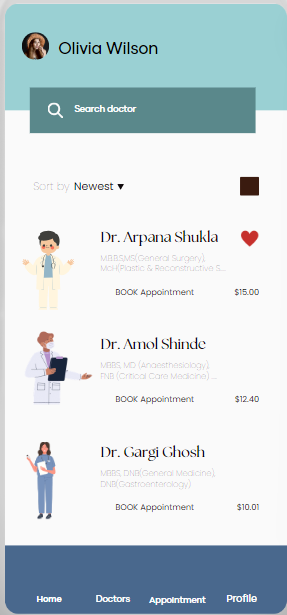 Olivia Wilson
Search doctor
Sort by Newest ▼
Dr. Arpana Shukla
M.B.B.S,MS(General Surgery),
McH(Plastic & Reconstructive S...
BOOK Appointment $15.00
Dr. Amol Shinde
MBBS, MD (Anaesthesiology),
FNB (Critical Care Medicine) ...
BOOK Appointment $12.40
Dr. Gargi Ghosh
MBBS, DNB(General Medicine),
DNB(Gastroenterology)
BOOK Appointment $10.01
Home Doctors Appointment Profile